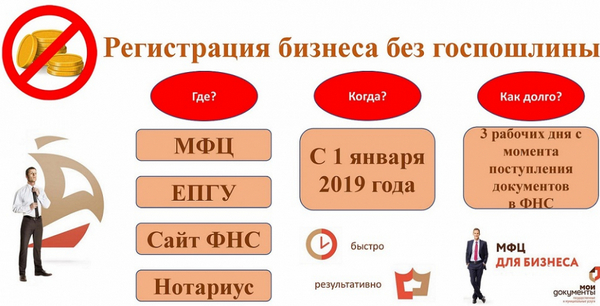 Регистрация бизнеса без госпошлины
Где?
МФЦ
ЕПГУ
Сайт ФНС
Нотариус
Когда?
С 1 января
2019 года
быстро
результативно
Как долго?
3 рабочих дня с
момента
поступления
документов
в ФНС
МФЦ
ДЛЯ БИЗНЕСА
мои
документы